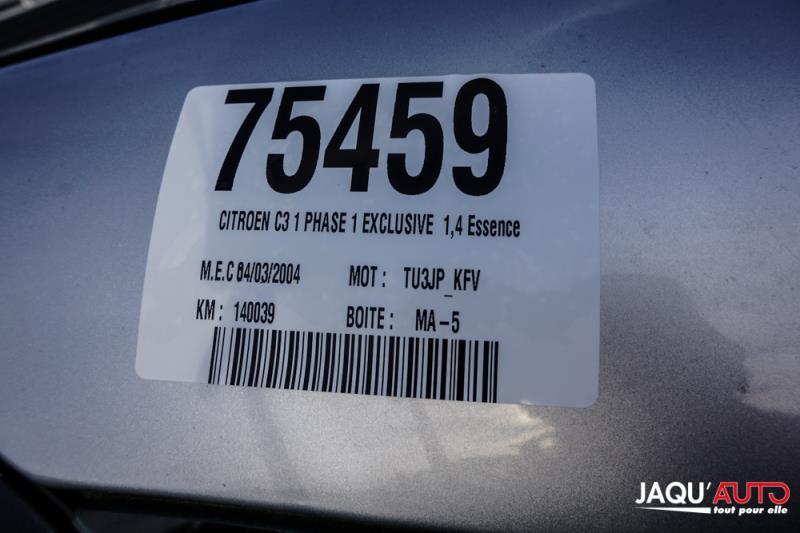 75459
CITROEN C3 1 PHASE 1 EXCLUSIVE 1,4 Essence
M.E.C 04/03/2004 MOT : TU3JP_KFV
KM : 140039 BOITE : MA-5
JAQU'AUTO
tout pour elle